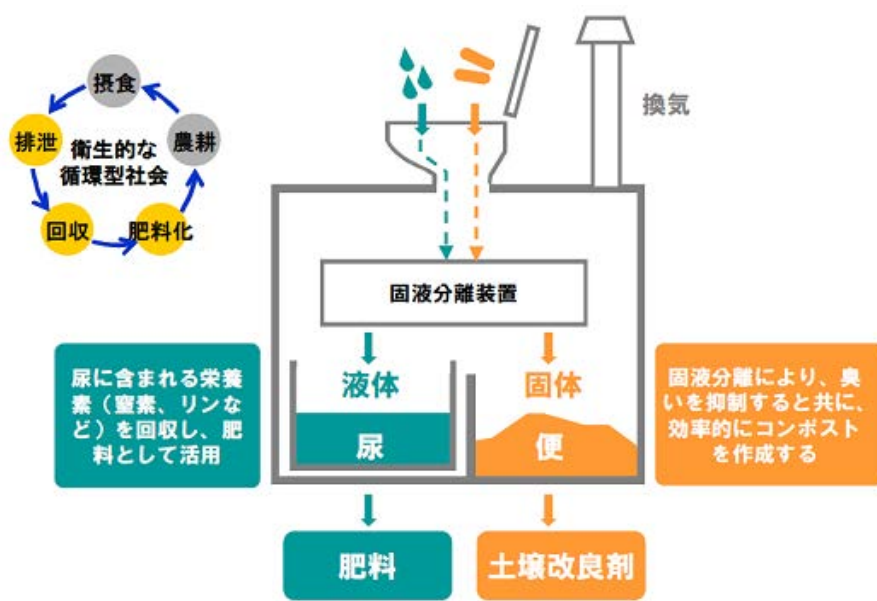 摂食
排泄
農耕
衛生的な
循環型社会
回収
肥料化
換気
固液分離装置
液体
固体
尿
便
尿に含まれる栄養
素（窒素、リンな
ど）を回収し、肥
料として活用
固液分離により、臭
いを抑制すると共に、
効率的にコンポスト
を作成する
肥料
土壌改良剤